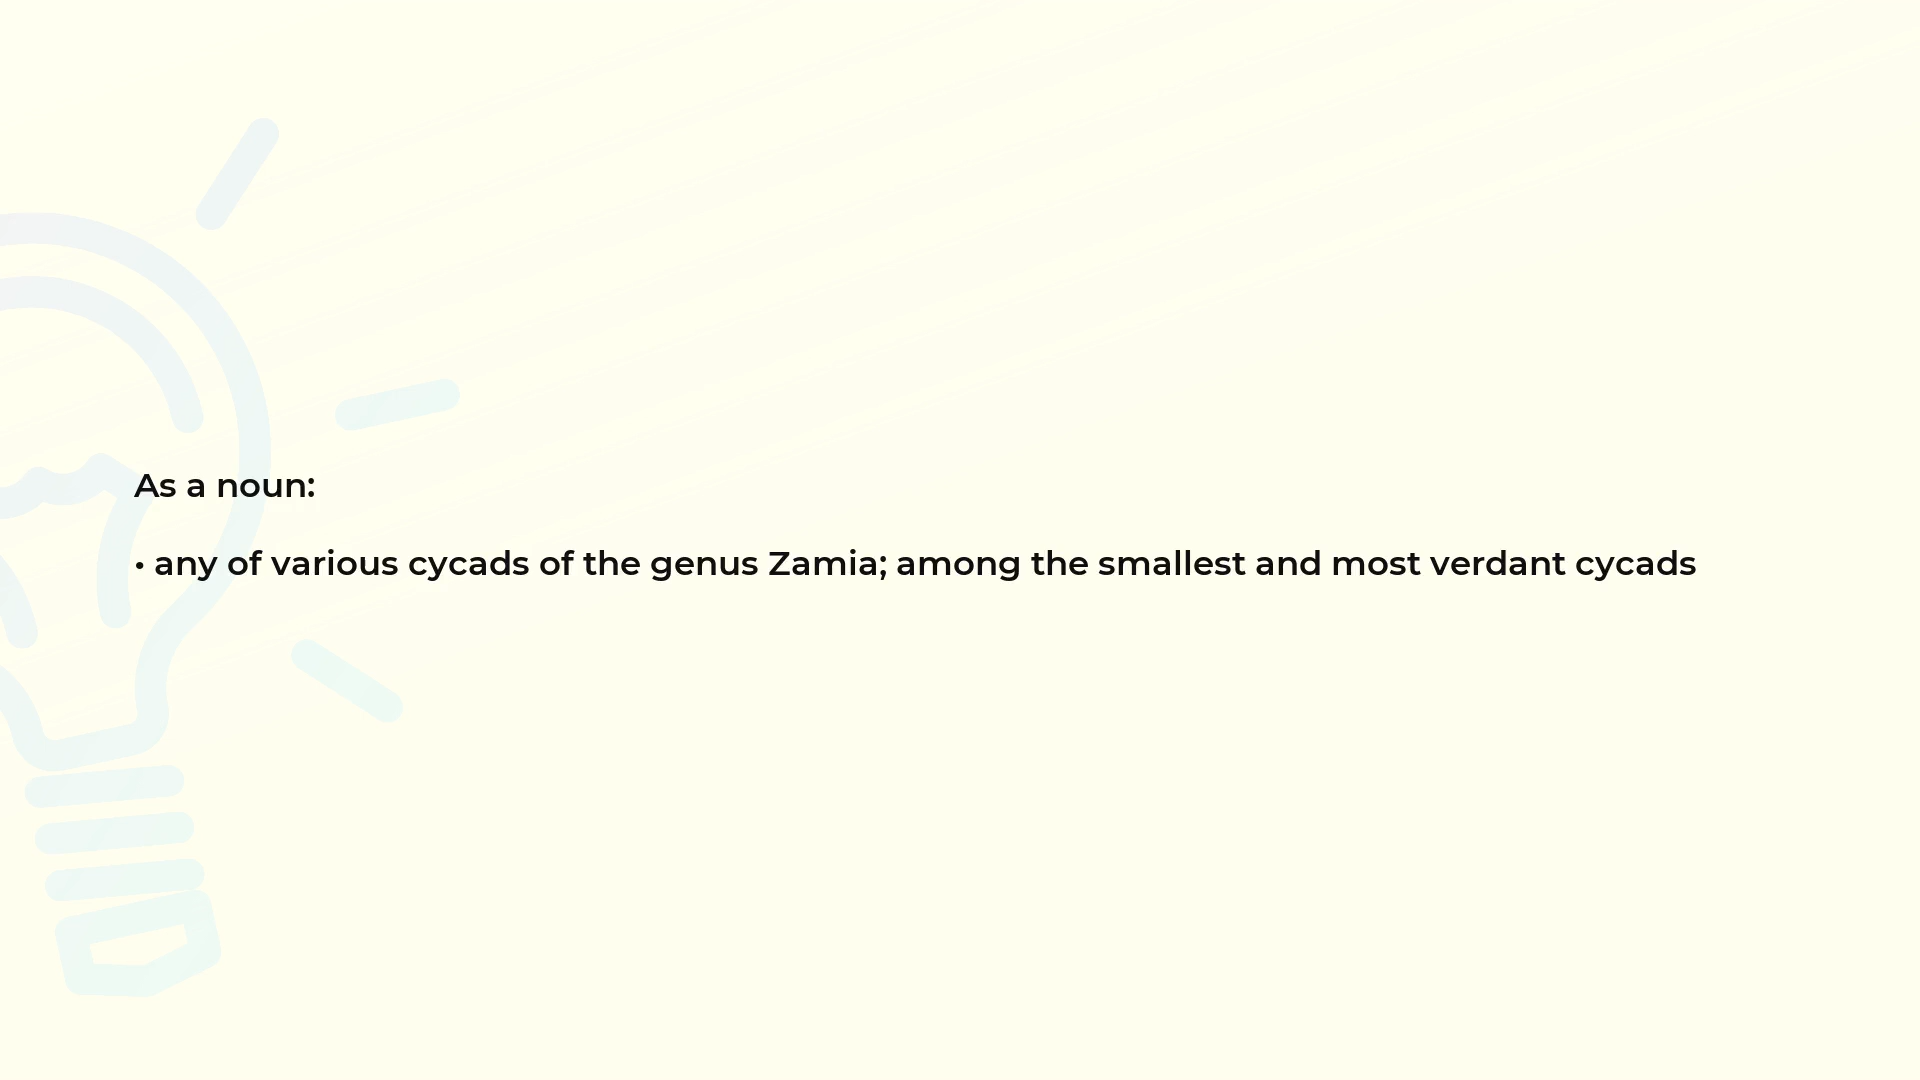 As a noun:
• any of various cycads of the genus Zamia; among the smallest and most verdant cycads